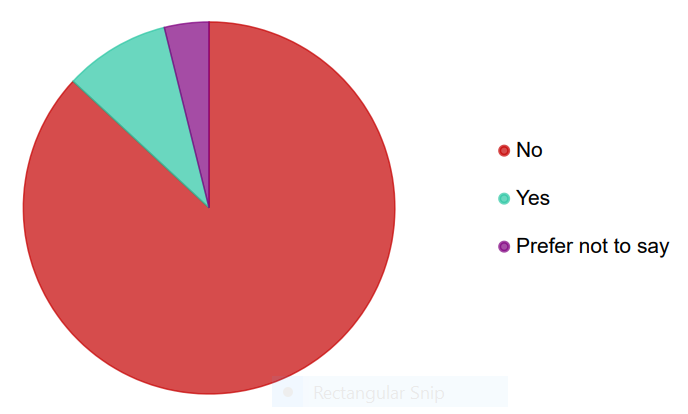 No
Yes
Prefer not to say
Rectangular Snip